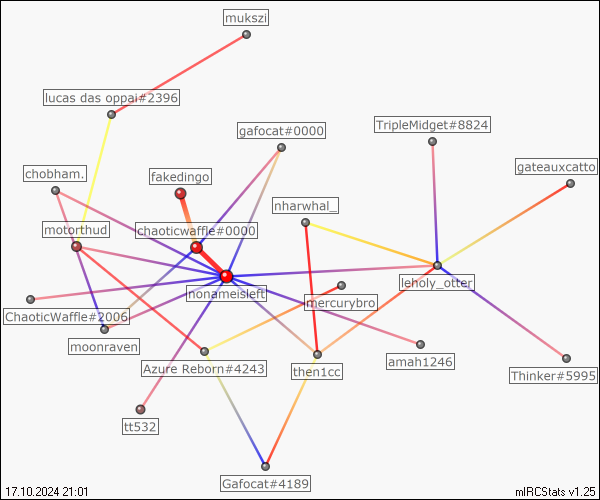 mukszi
lucas das oppai#2396
gafocat#0000
TripleMidget#8824
chobham.
fakedingo
gateauxcatto
nharwhal_
motorthud
chaoticwaffle#0000
leholy_otter
nonameisleft
mercurybro
ChaoticWaffle#2006
moonraven
Azure Reborn#4243
then1cc
amah1246
Thinker#5995
tt532
Gafocat#4189
17.10.2024 21:01
mIRCStats v1.25